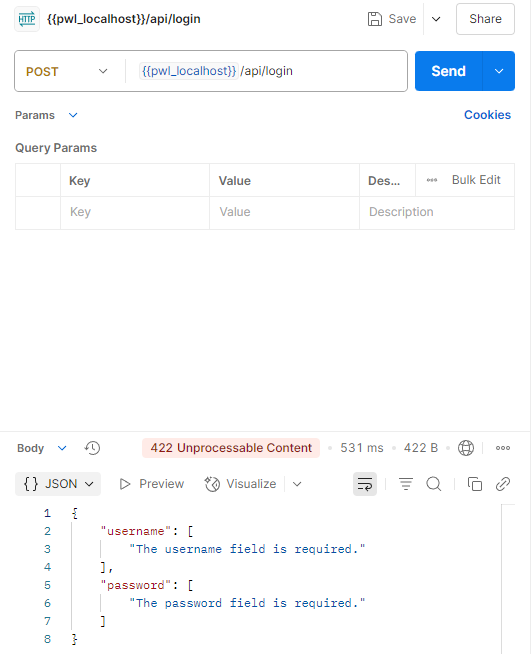 HTTP {{pwl_localhost}}/api/login Save Share
POST {{pwl_localhost}} /api/login Send
Params Cookies
Query Params
Key Value Des... Bulk Edit
Key Value Description
Body 422 Unprocessable Content 531 ms 422 B
{} JSON Preview Visualize
1 {
2 "username": [
3 "The username field is required."
4 ],
5 "password": [
6 "The password field is required."
7 ]
8 }